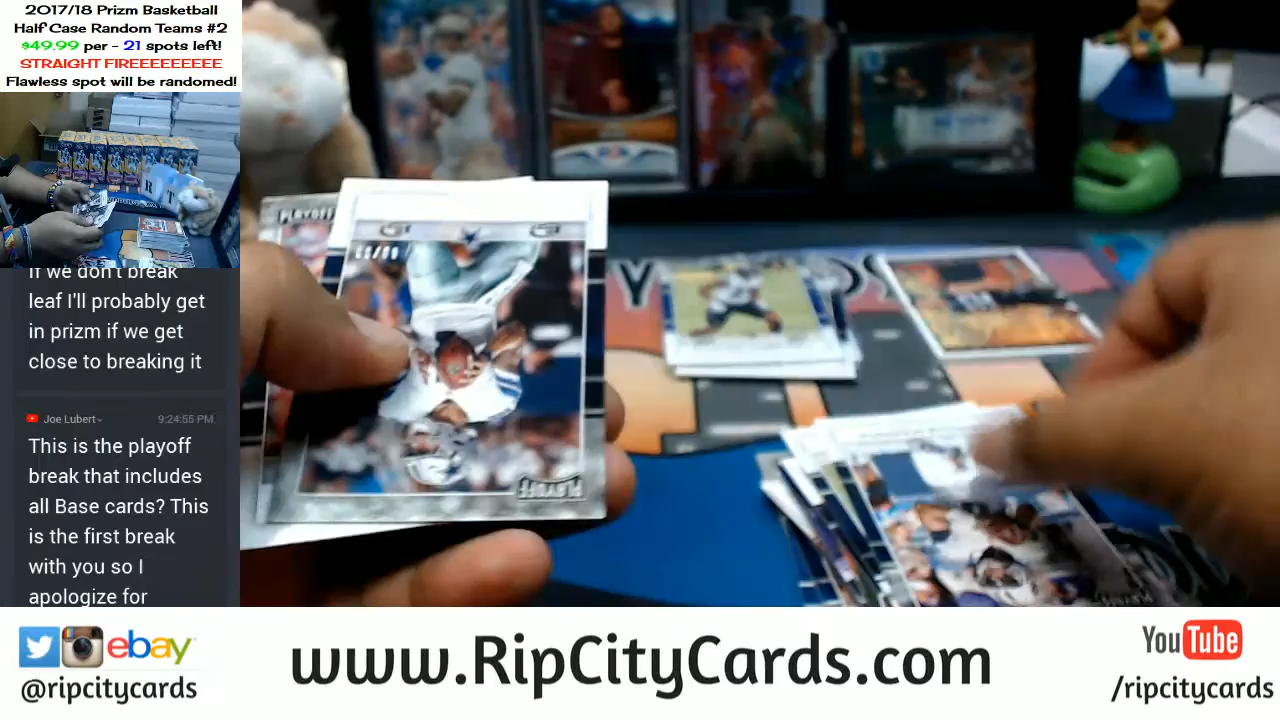 2017/18 Prizm Basketball
Half Case Random Teams #2
$49.99 per - 21 spots left!
STRAIGHT FIREEEEEEEEE
Flawless spot will be randomed!
If we don't break
leaf I'll probably get
in prizm if we get
close to breaking it
Joe Lubert
9:24:55 PM
This is the playoff
break that includes
all Base cards? This
is the first break
with you so I
apologize for
PLAYOFF
PLAYOFF
R T
ebay
@ripcitycards
www.RipCityCards.com
YouTube
/ripcitycards